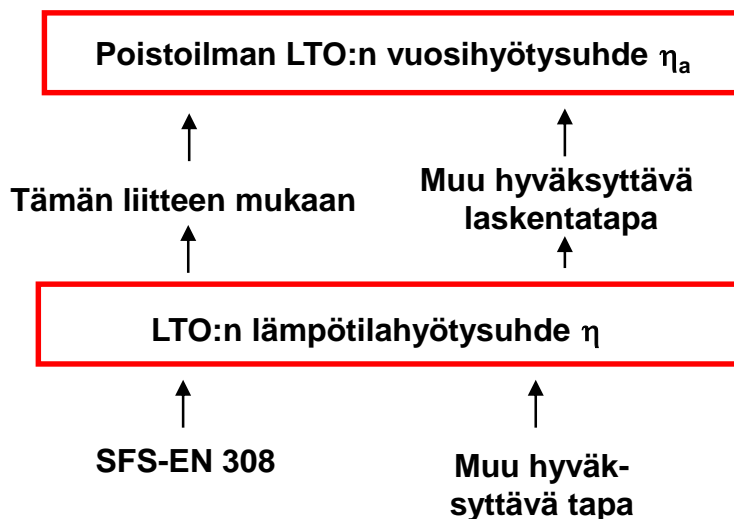 Poistoilman LTO:n vuosihyötysuhde ηa
Tämän liitteen mukaan
Muu hyväksyttävä
laskentatapa
LTO:n lämpötilahyötysuhde η
SFS-EN 308
Muu hyväk-
syttävä tapa